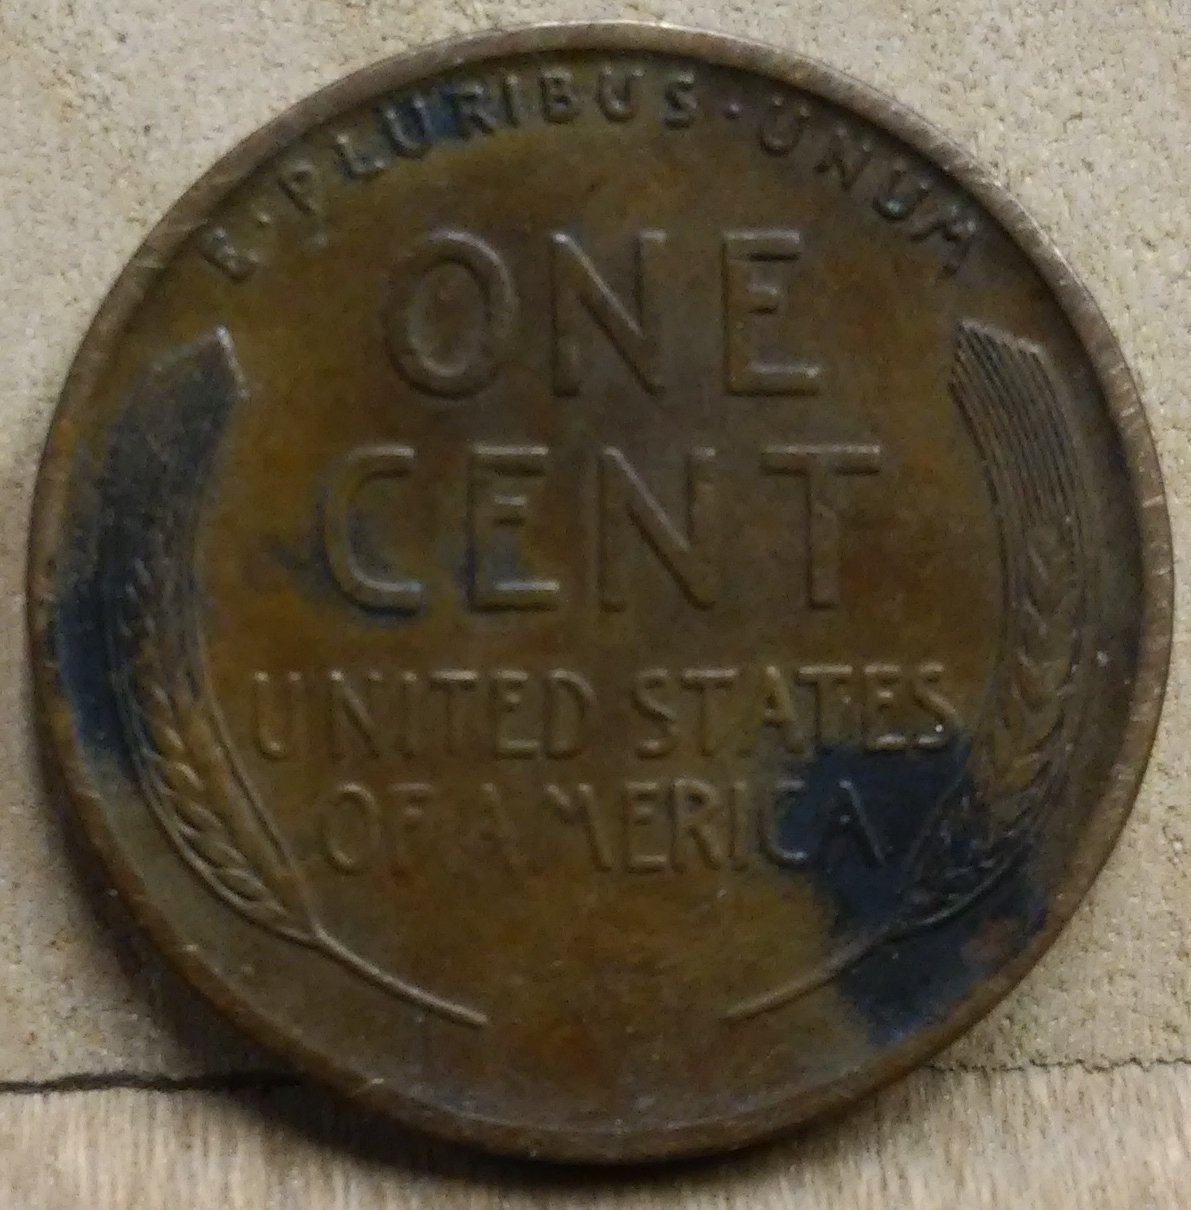 E·PLURIBUS·UNUM
ONE
CENT
UNITED STATES
OF AMERICA